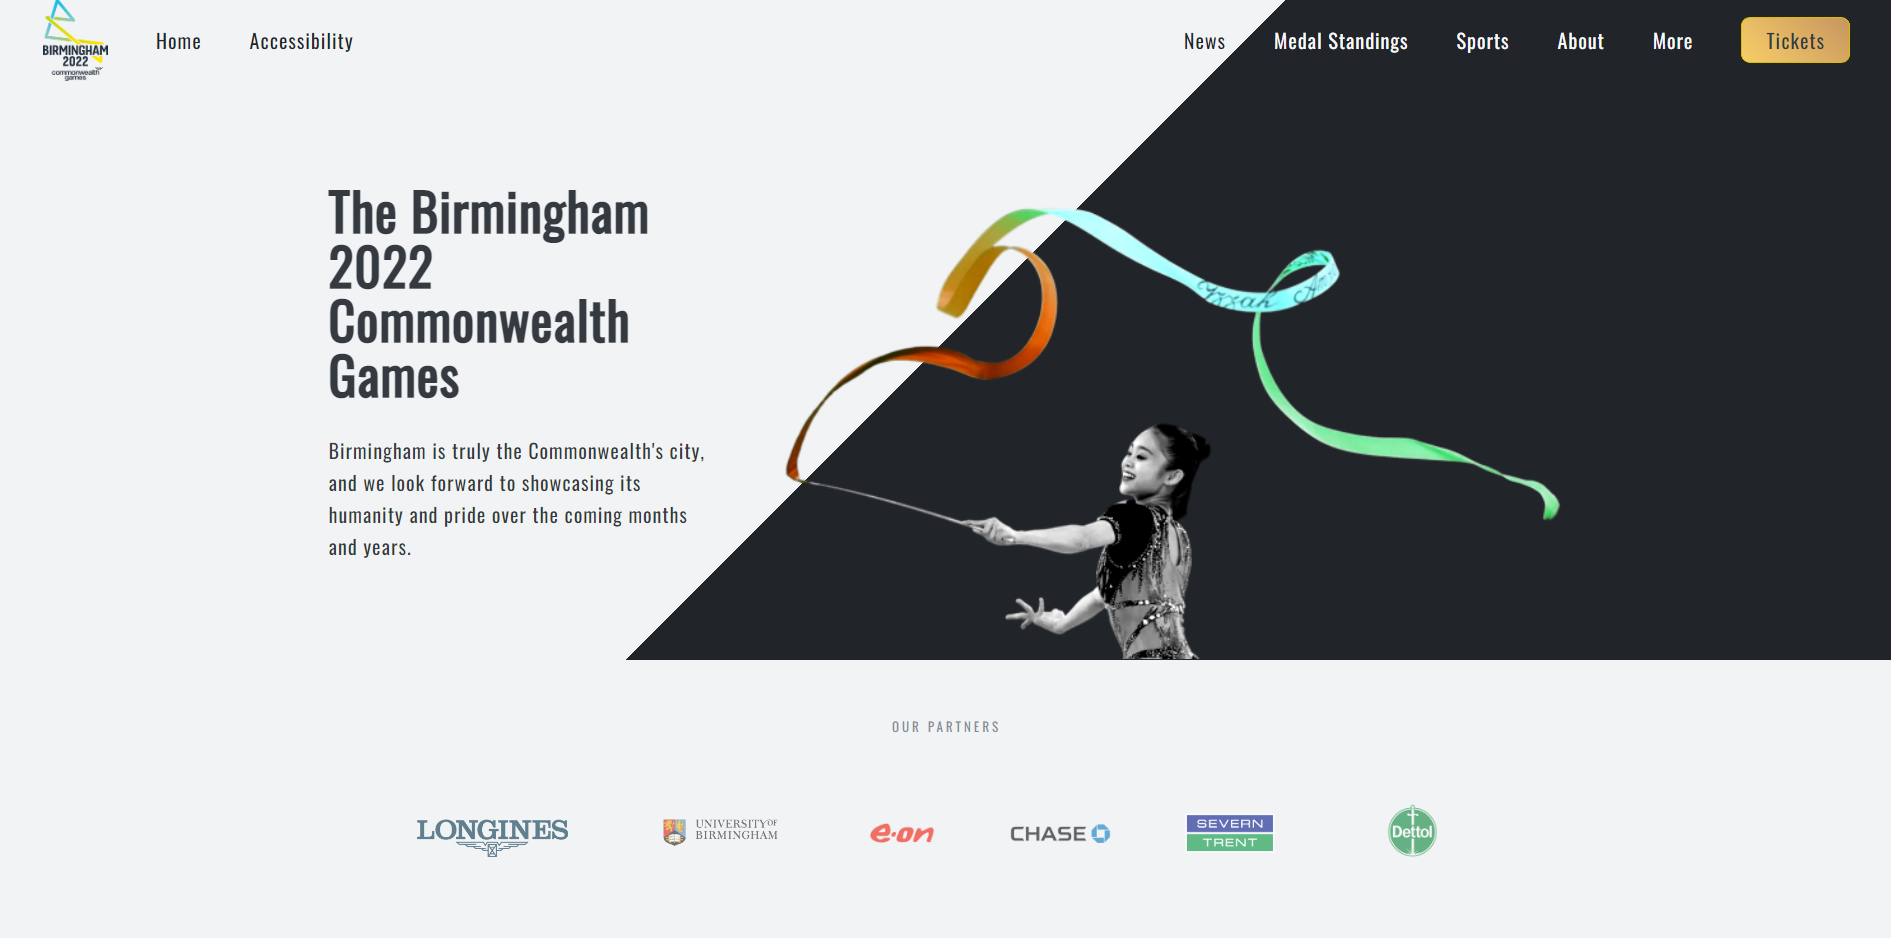 BIRMINGHAM
2022
commonwealth
games
Home
Accessibility
News
Medal Standings
Sports
About
More
Tickets
The Birmingham
2022
Commonwealth
Games
Birmingham is truly the Commonwealth's city,
and we look forward to showcasing its
humanity and pride over the coming months
and years.
OUR PARTNERS
LONGINES
UNIVERSITY OF
BIRMINGHAM
e·on
CHASE
SEVERN
TRENT
Dettol